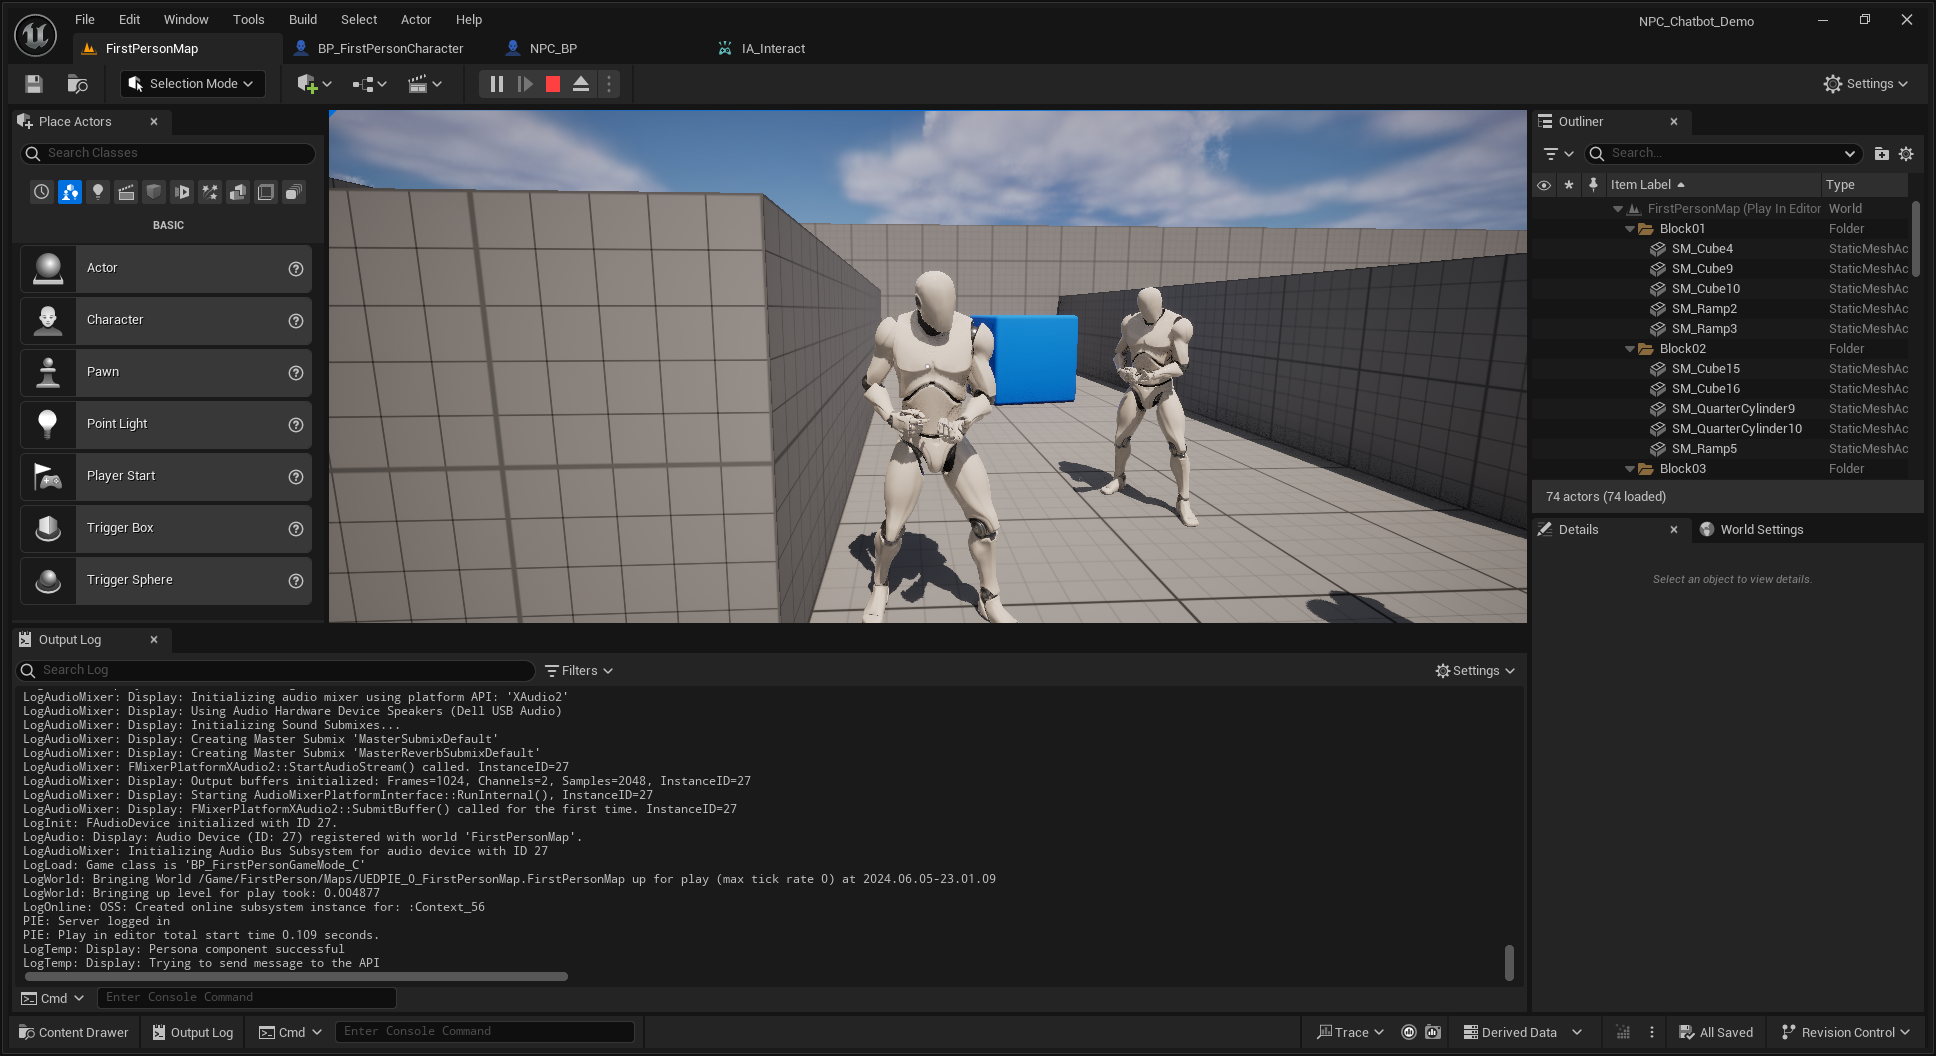 File Edit Window Tools Build Select Actor Help
NPC_Chatbot_Demo
FirstPersonMap
BP_FirstPersonCharacter
NPC_BP
IA_Interact
Selection Mode
Settings
Place Actors
Search Classes
BASIC
Actor
Character
Pawn
Point Light
Player Start
Trigger Box
Trigger Sphere
Outliner
Search...
Item Label Type
FirstPersonMap (Play In Editor World
Block01 Folder
SM_Cube4 StaticMeshAc
SM_Cube9 StaticMeshAc
SM_Cube10 StaticMeshAc
SM_Ramp2 StaticMeshAc
SM_Ramp3 StaticMeshAc
Block02 Folder
SM_Cube15 StaticMeshAc
SM_Cube16 StaticMeshAc
SM_QuarterCylinder9 StaticMeshAc
SM_QuarterCylinder10 StaticMeshAc
SM_Ramp5 StaticMeshAc
Block03 Folder
74 actors (74 loaded)
Details
World Settings
Select an object to view details.
Output Log
Search Log
Filters
Settings
LogAudioMixer: Display: Initializing audio mixer using platform API: 'XAudio2'
LogAudioMixer: Display: Using Audio Hardware Device Speakers (Dell USB Audio)
LogAudioMixer: Display: Initializing Sound Submixes...
LogAudioMixer: Display: Creating Master Submix 'MasterSubmixDefault'
LogAudioMixer: Display: Creating Master Submix 'MasterReverbSubmixDefault'
LogAudioMixer: FMixerPlatformXAudio2::StartAudioStream() called. InstanceID=27
LogAudioMixer: Display: Output buffers initialized: Frames=1024, Channels=2, Samples=2048, InstanceID=27
LogAudioMixer: Display: Starting AudioMixerPlatformInterface::RunInternal(), InstanceID=27
LogAudioMixer: Display: FMixerPlatformXAudio2::SubmitBuffer() called for the first time. InstanceID=27
LogInit: FAudioDevice initialized with ID 27.
LogAudio: Display: Audio Device (ID: 27) registered with world 'FirstPersonMap'.
LogAudioMixer: Initializing Audio Bus Subsystem for audio device with ID 27
LogLoad: Game class is 'BP_FirstPersonGameMode_C'
LogWorld: Bringing World /Game/FirstPerson/Maps/UEDPIE_0_FirstPersonMap.FirstPersonMap up for play (max tick rate 0) at 2024.06.05-23.01.09
LogWorld: Bringing up level for play took: 0.004877
LogOnline: OSS: Created online subsystem instance for: :Context_56
PIE: Server logged in
PIE: Play in editor total start time 0.109 seconds.
LogTemp: Display: Persona component successful
LogTemp: Display: Trying to send message to the API
Cmd
Enter Console Command
Content Drawer
Output Log
Cmd
Enter Console Command
Trace
Derived Data
All Saved
Revision Control